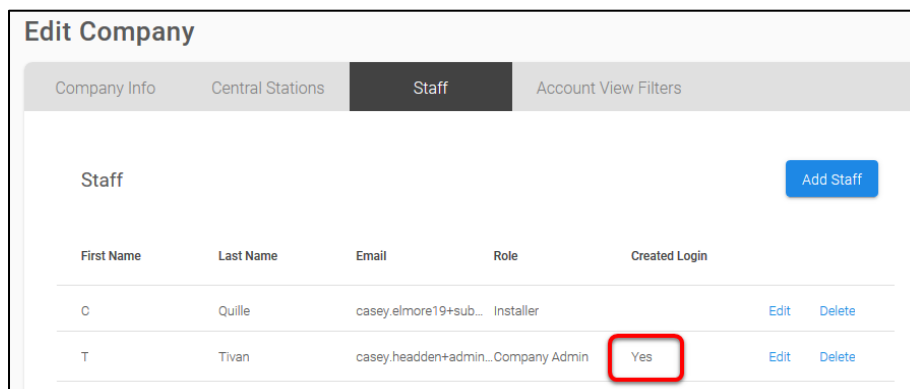 Edit Company
Company Info Central Stations Staff Account View Filters
Staff Add Staff
First Name Last Name Email Role Created Login
C Quille casey.elmore19+sub... Installer Edit Delete
T Tivan casey.headden+admin... Company Admin Yes Edit Delete